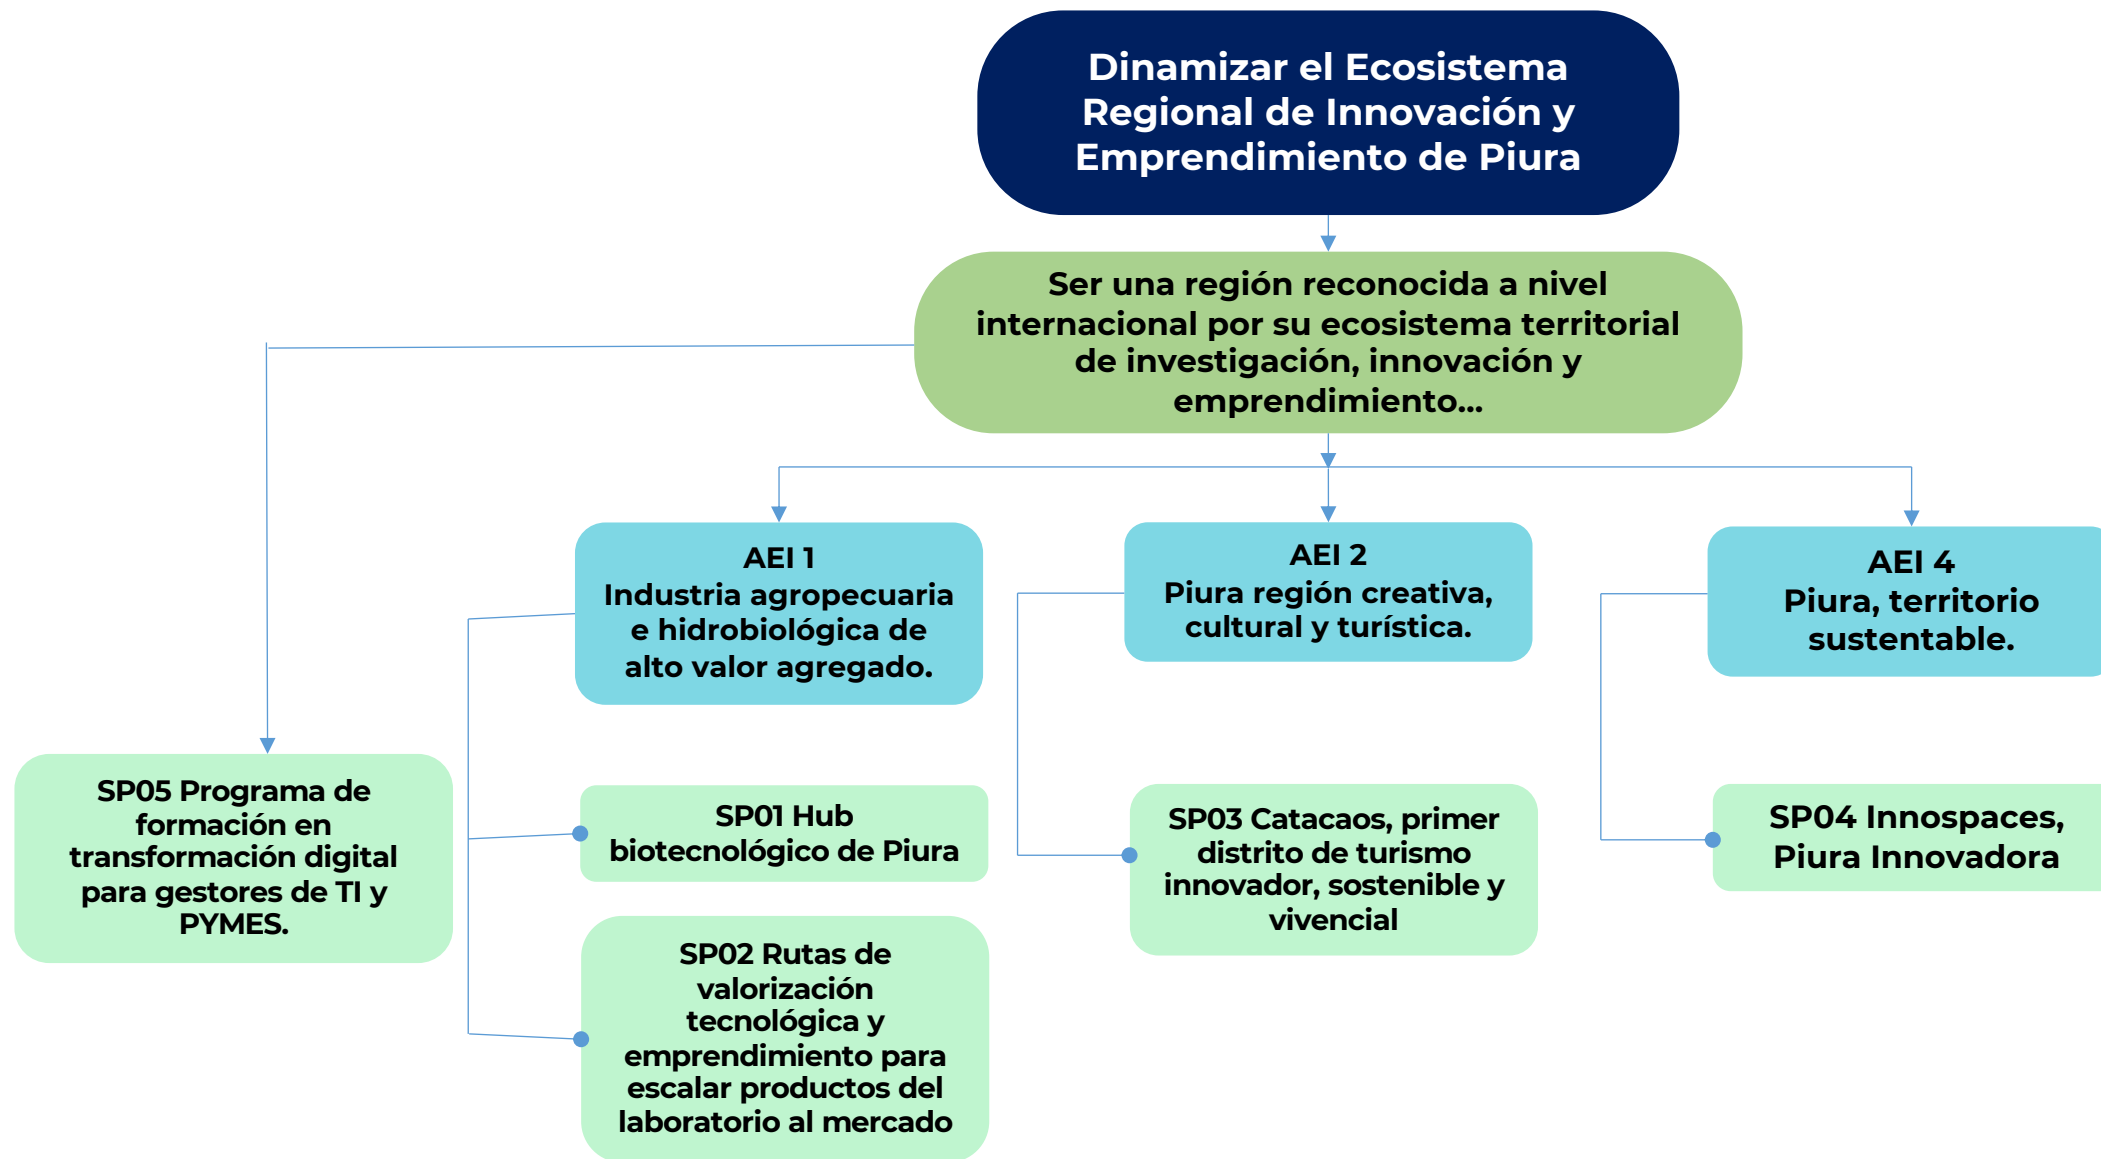 Dinamizar el Ecosistema
Regional de Innovación y
Emprendimiento de Piura
Ser una región reconocida a nivel
internacional por su ecosistema territorial
de investigación, innovación y
emprendimiento...
AEI 1
Industria agropecuaria
e hidrobiológica de
alto valor agregado.
AEI 2
Piura región creativa,
cultural y turística.
AEI 4
Piura, territorio
sustentable.
SP05 Programa de
formación en
transformación digital
para gestores de TI y
PYMES.
SP01 Hub
biotecnológico de Piura
SP02 Rutas de
valorización
tecnológica y
emprendimiento para
escalar productos del
laboratorio al mercado
SP03 Catacaos, primer
distrito de turismo
innovador, sostenible y
vivencial
SP04 Innospaces,
Piura Innovadora